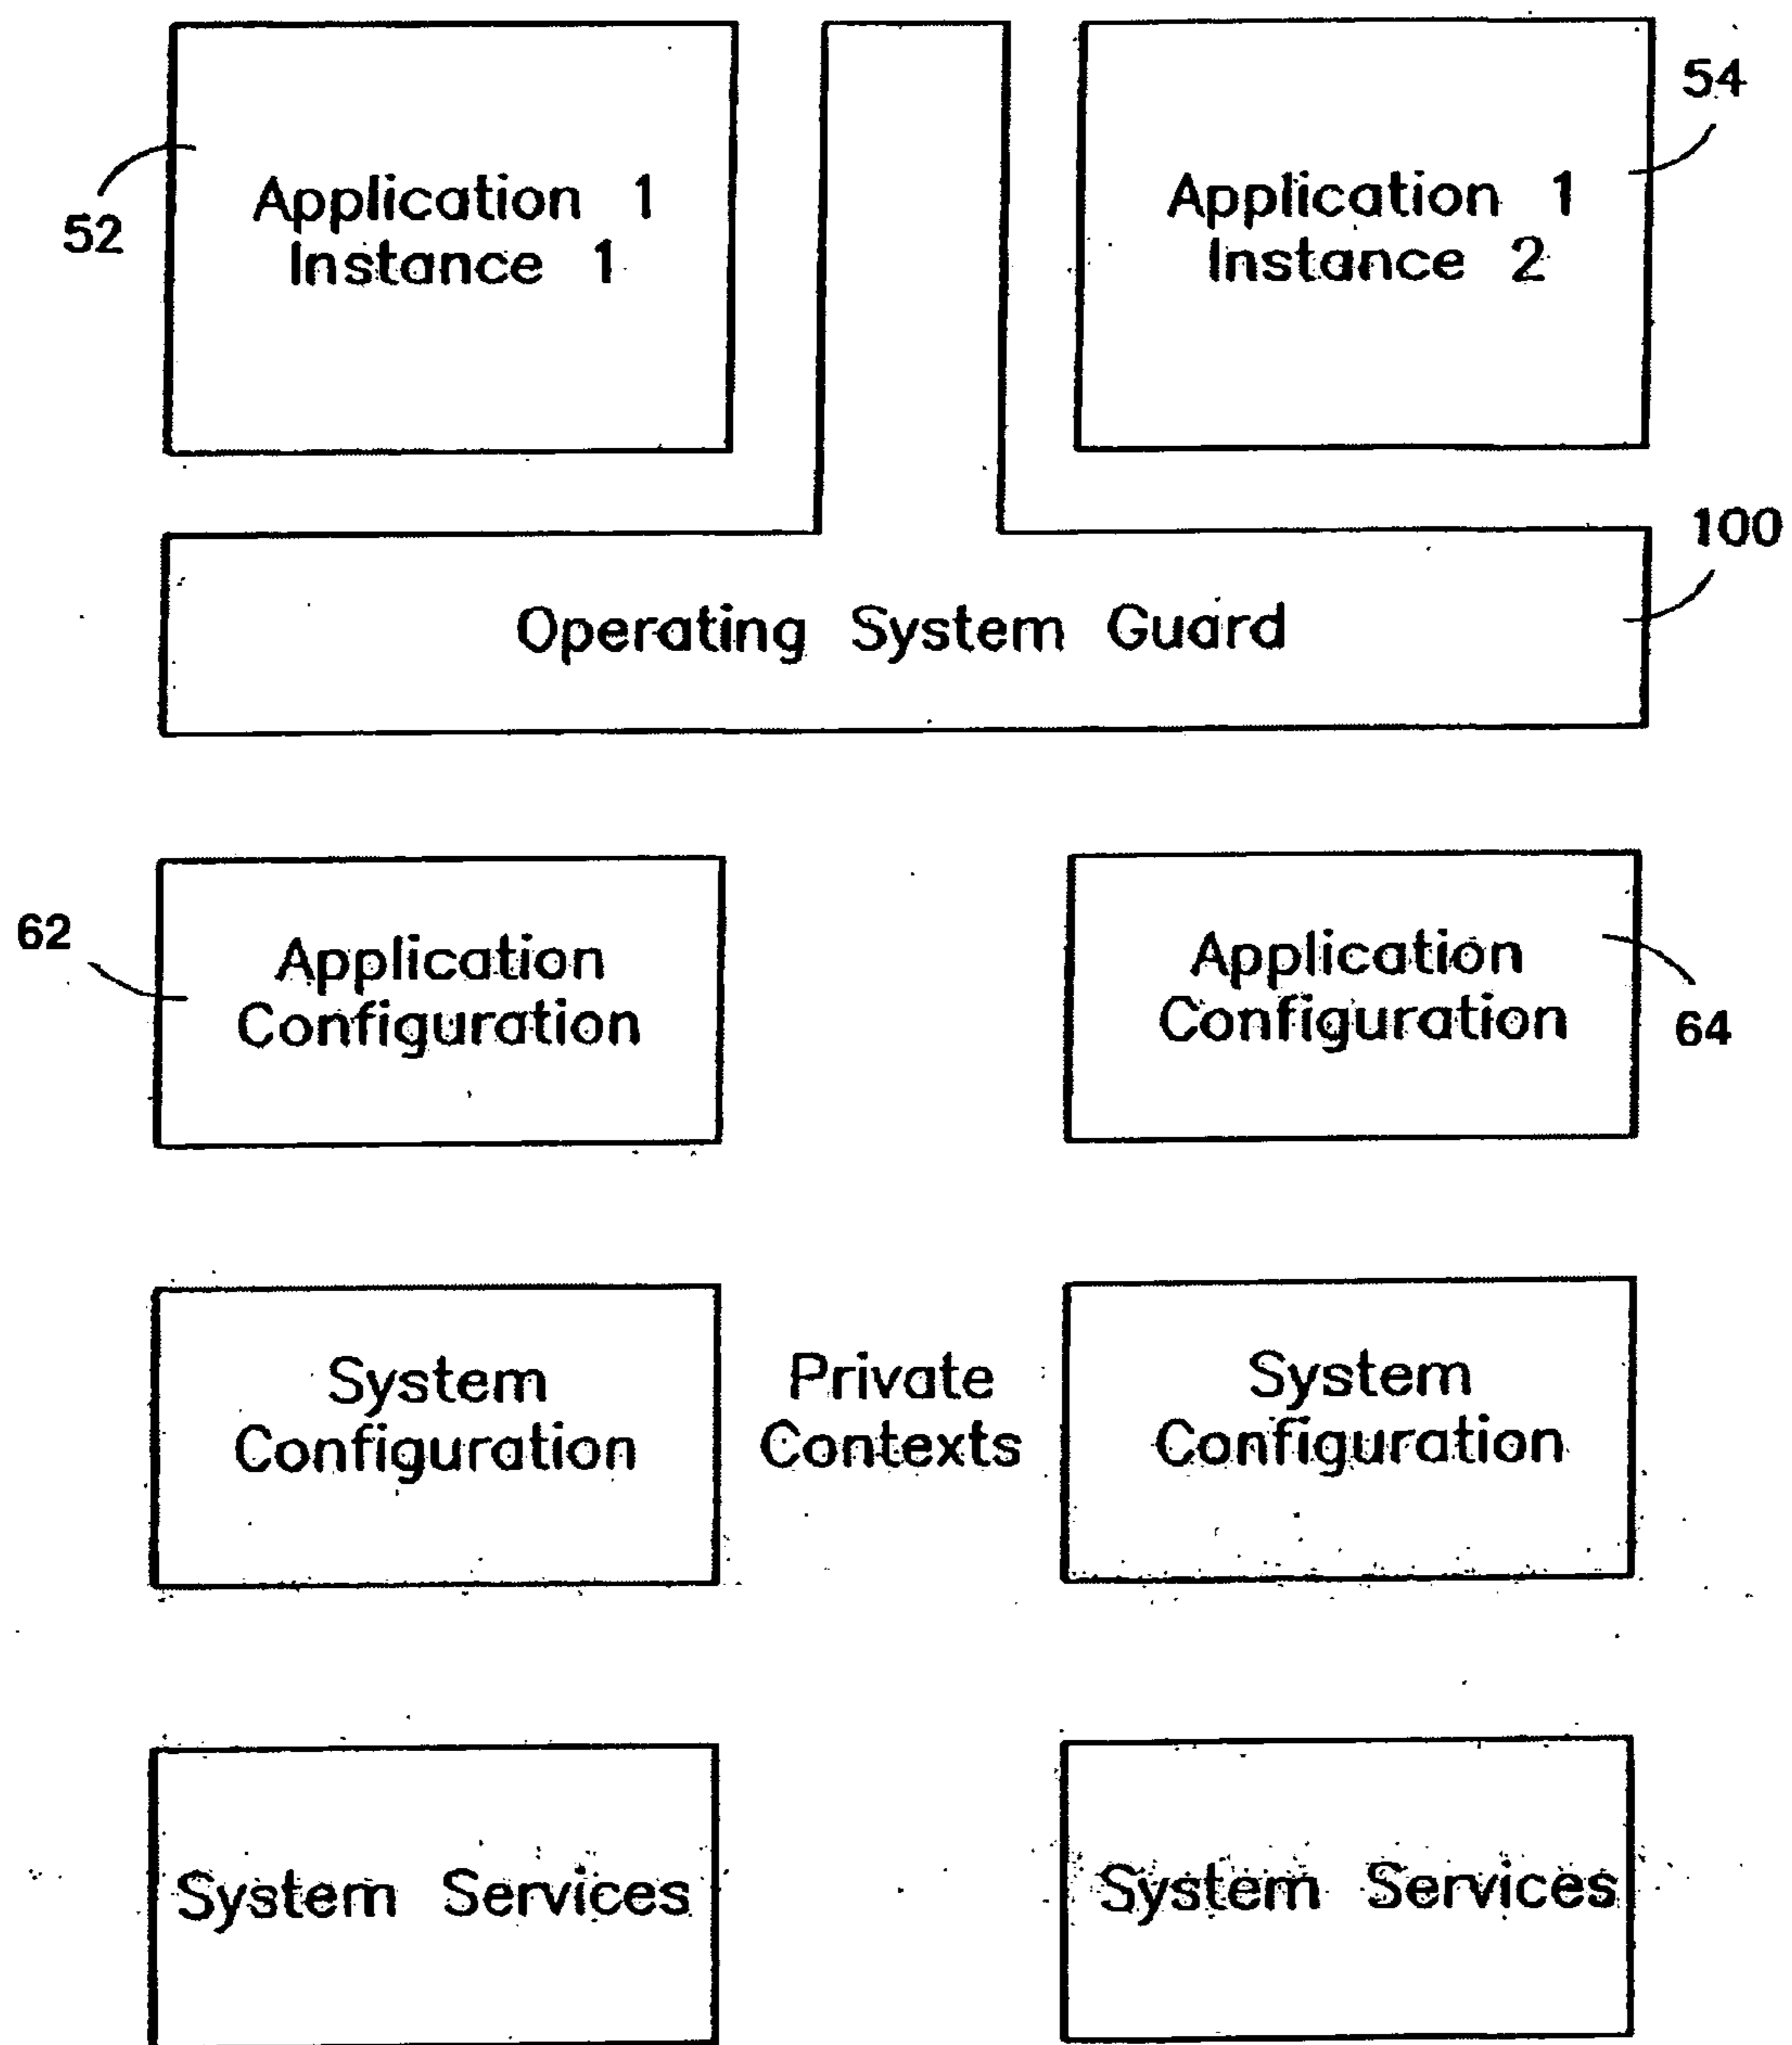 54
Application 1
Instance 1
Application 1
Instance 2
52
100
Operating System Guard
62
Application
Configuration
Application
Configuration
64
System
Configuration
Private
Contexts
System
Configuration
System Services
System Services